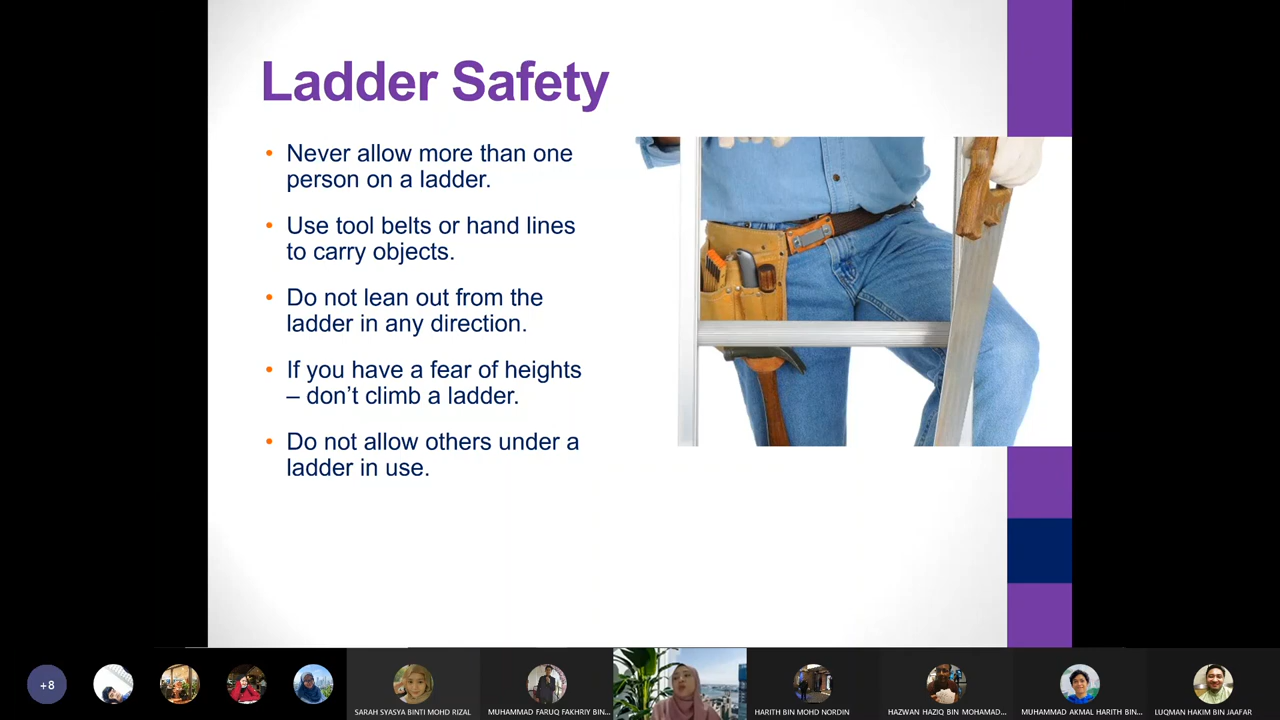 Ladder Safety
• Never allow more than one
person on a ladder.
• Use tool belts or hand lines
to carry objects.
• Do not lean out from the
ladder in any direction.
• If you have a fear of heights
– don’t climb a ladder.
• Do not allow others under a
ladder in use.
+8
SARAH SYASYA BINTI MOHD RIZAL
MUHAMMAD FARUQ FAKHRIY BIN...
HARITH BIN MOHD NORDIN
HAZWAN HAZIQ BIN MOHAMAD...
MUHAMMAD AKMAL HARITH BIN...
LUQMAN HAKIM BIN JAAFAR